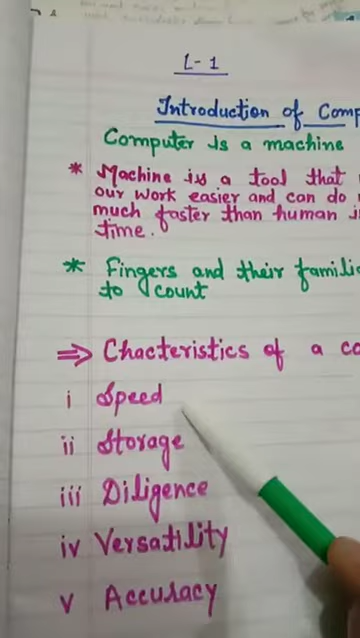 L-1
Introduction of Comp
Computer is a machine
* Machine is a tool that
our work easier and can do
much faster than human
time.
* Fingers and their famili
to count
⇒ Chacteristics of a co
i Speed
ii Storage
iii Diligence
iv Versatility
v Accuracy